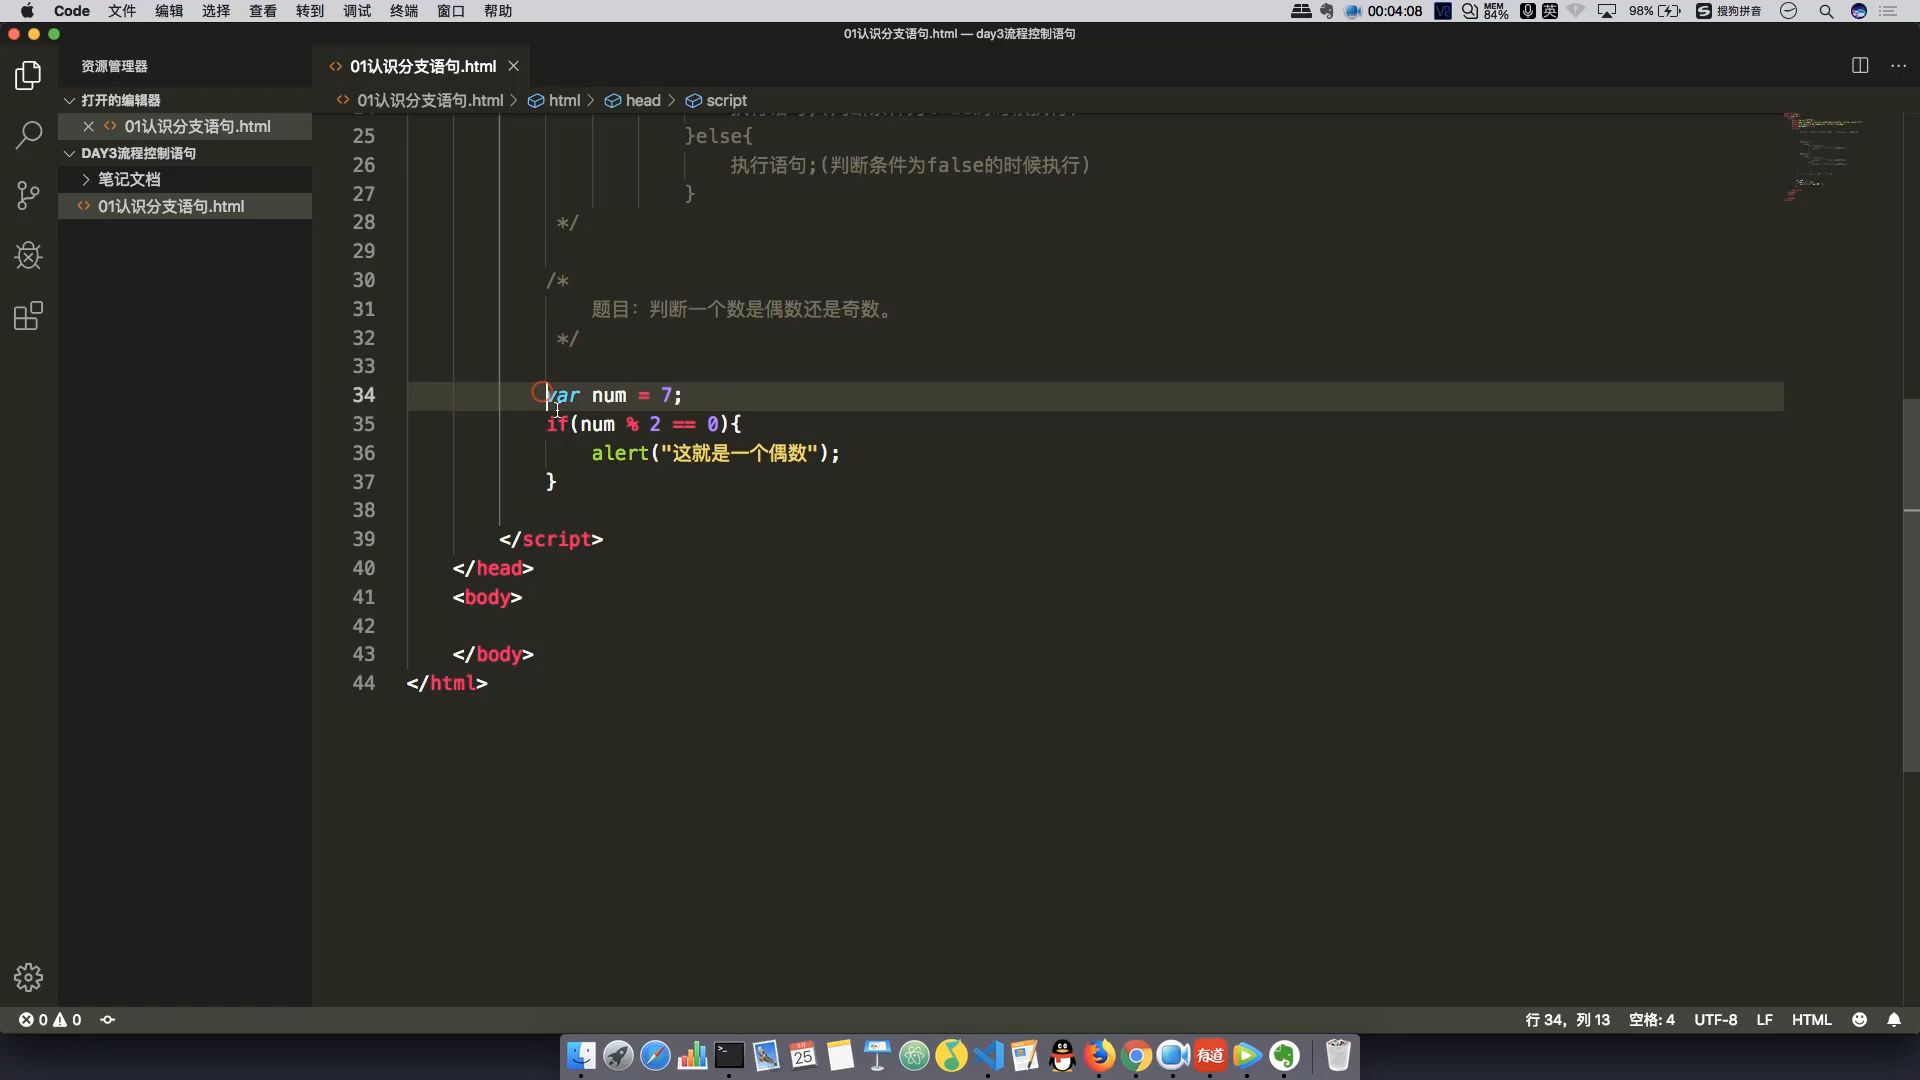 Code 文件 编辑 选择 查看 转到 调试 终端 窗口 帮助 00:04:08 MEM 84% 英 98% 搜狗拼音
01认识分支语句.html — day3流程控制语句
资源管理器
01认识分支语句.html
打开的编辑器
01认识分支语句.html
DAY3流程控制语句
笔记文档
01认识分支语句.html
01认识分支语句.html > html > head > script
25 }else{
26 执行语句;(判断条件为false的时候执行)
27 }
28 */
29
30 /*
31 题目：判断一个数是偶数还是奇数。
32 */
33
34 var num = 7;
35 if(num % 2 == 0){
36 alert("这就是一个偶数");
37 }
38
39 </script>
40 </head>
41 <body>
42
43 </body>
44 </html>
0 0
行 34，列 13 空格: 4 UTF-8 LF HTML
9月 25
有道